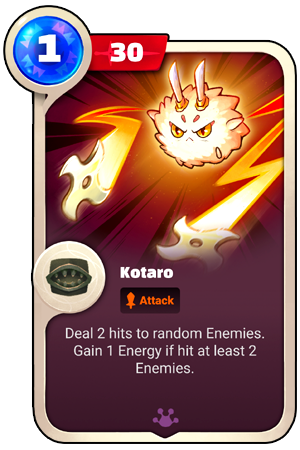 1
30
Kotaro
Attack
Deal 2 hits to random Enemies.
Gain 1 Energy if hit at least 2
Enemies.